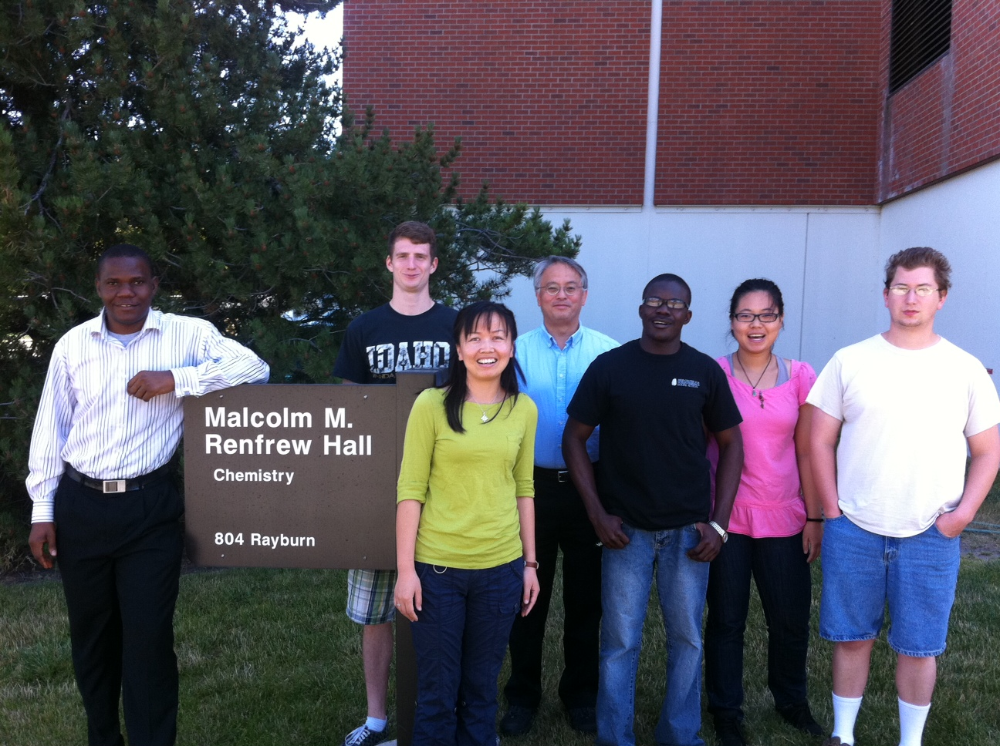 Malcolm M.
Renfrew Hall
Chemistry
804 Rayburn
IDAHO